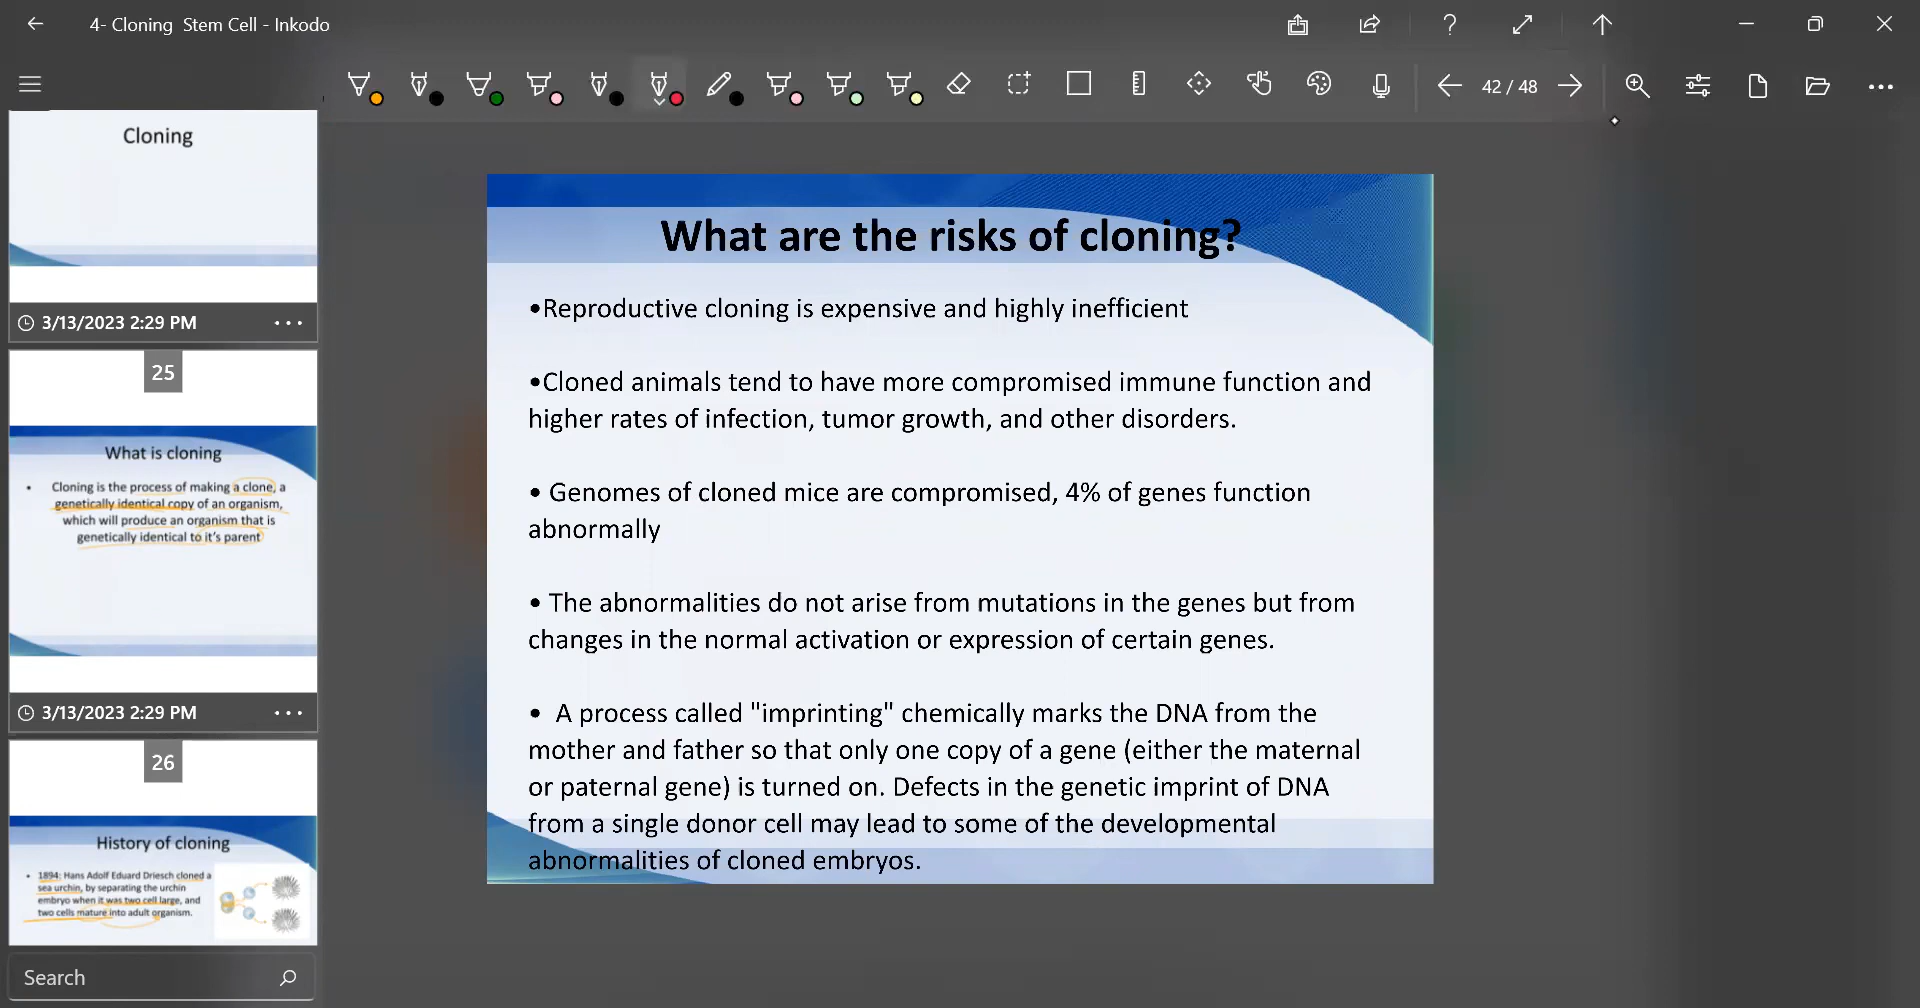 4- Cloning  Stem Cell - Inkodo
42 / 48
Cloning
3/13/2023 2:29 PM
25
What is cloning
• Cloning is the process of making a clone, a
genetically identical copy of an organism,
which will produce an organism that is
genetically identical to it's parent
3/13/2023 2:29 PM
26
History of cloning
• 1894: Hans Adolf Eduard Driesch cloned a
sea urchin, by separating the urchin
embryo when it was two cell large, and
two cells mature into adult organism.
Search
What are the risks of cloning?
•Reproductive cloning is expensive and highly inefficient
•Cloned animals tend to have more compromised immune function and
higher rates of infection, tumor growth, and other disorders.
• Genomes of cloned mice are compromised, 4% of genes function
abnormally
• The abnormalities do not arise from mutations in the genes but from
changes in the normal activation or expression of certain genes.
• A process called "imprinting" chemically marks the DNA from the
mother and father so that only one copy of a gene (either the maternal
or paternal gene) is turned on. Defects in the genetic imprint of DNA
from a single donor cell may lead to some of the developmental
abnormalities of cloned embryos.